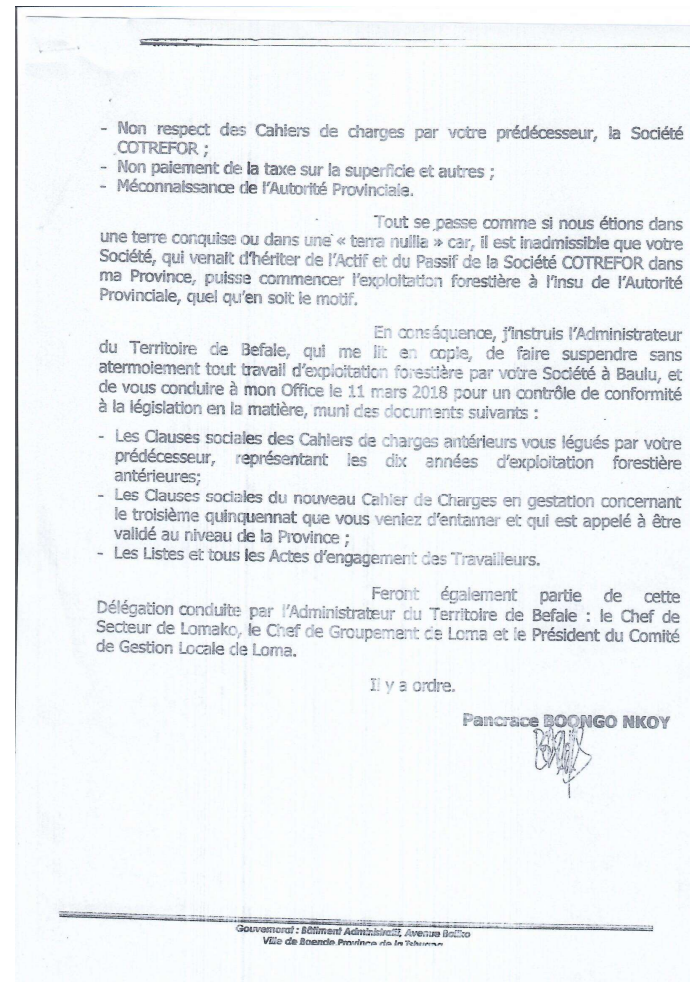 - Non respect des Cahiers de charges par votre prédécesseur, la Société
COTREFOR ;
- Non paiement de la taxe sur la superficie et autres ;
- Méconnaissance de l'Autorité Provinciale.
Tout se passe comme si nous étions dans
une terre conquise ou dans une « terra nullia » car, il est inadmissible que votre
Société, qui venait d'hériter de l'Actif et du Passif de la Société COTREFOR dans
ma Province, puisse commencer l'exploitation forestière à l'insu de l'Autorité
Provinciale, quel qu'en soit le motif.
En conséquence, j'instruis l'Administrateur
du Territoire de Befale, qui me lit en copie, de faire suspendre sans
atermoiement tout travail d'exploitation forestière par votre Société à Baulu, et
de vous conduire à mon Office le 11 mars 2018 pour un contrôle de conformité
à la législation en la matière, muni des documents suivants :
- Les Clauses sociales des Cahiers de charges antérieurs vous légués par votre
prédécesseur, représentant les dix années d'exploitation forestière
antérieures;
- Les Clauses sociales du nouveau Cahier de Charges en gestation concernant
le troisième quinquennat que vous veniez d'entamer et qui est appelé à être
validé au niveau de la Province ;
- Les Listes et tous les Actes d'engagement des Travailleurs.
Feront également partie de cette
Délégation conduite par l'Administrateur du Territoire de Befale : le Chef de
Secteur de Lomako, le Chef de Groupement de Loma et le Président du Comité
de Gestion Locale de Loma.
Il y a ordre.
Pancrace BOONGO NKOY
Gouvernorat : Bâtiment Administratif, Avenue Baliko
Ville de Boende Province de la Tshuapa